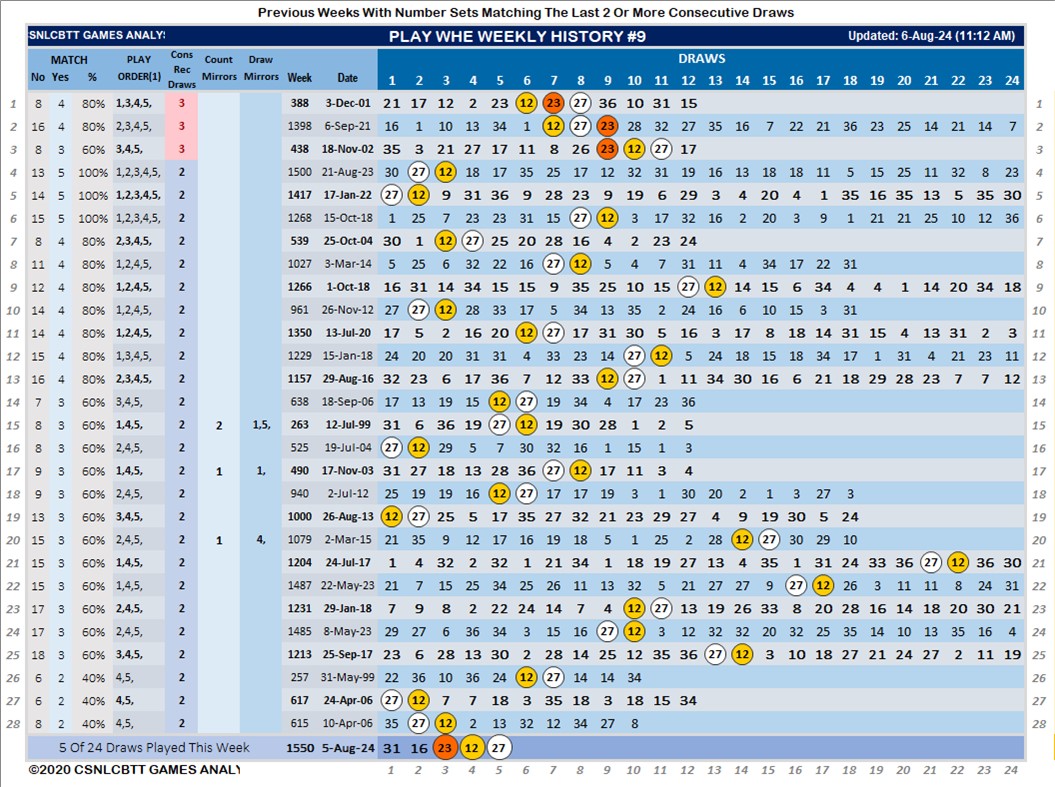 Previous Weeks With Number Sets Matching The Last 2 Or More Consecutive Draws
SNLCBTT GAMES ANALY PLAY WHE WEEKLY HISTORY #9 Updated: 6-Aug-24 (11:12 AM)
MATCH PLAY Cons Count Draw DRAWS
No Yes % ORDER(1) Rec Draws Mirrors Mirrors Week Date 1 2 3 4 5 6 7 8 9 10 11 12 13 14 15 16 17 18 19 20 21 22 23 24
1 8 4 80% 1,3,4,5, 3 388 3-Dec-01 21 17 12 2 23 12 23 27 36 10 31 15 1
2 16 4 80% 2,3,4,5, 3 1398 6-Sep-21 16 1 10 13 34 1 12 27 23 28 32 27 35 16 7 22 21 36 23 25 14 21 14 7 2
3 8 3 60% 3,4,5, 3 438 18-Nov-02 35 3 21 27 17 11 8 26 23 12 27 17 3
4 13 5 100% 1,2,3,4,5, 2 1500 21-Aug-23 30 27 12 18 17 35 25 17 12 32 31 19 16 13 18 18 11 5 15 25 11 32 8 23 4
5 14 5 100% 1,2,3,4,5, 2 1417 17-Jan-22 27 12 9 31 36 9 28 23 9 19 6 29 3 4 20 4 1 35 16 35 13 5 35 30 5
6 15 5 100% 1,2,3,4,5, 2 1268 15-Oct-18 1 25 7 23 23 31 15 27 12 3 17 32 16 2 20 3 9 1 21 21 25 10 12 36 6
7 8 4 80% 2,3,4,5, 2 539 25-Oct-04 30 1 12 27 25 20 28 16 4 2 23 24 7
8 11 4 80% 1,2,4,5, 2 1027 3-Mar-14 5 25 6 32 22 16 27 12 5 4 7 31 11 4 34 17 22 31 8
9 12 4 80% 1,2,4,5, 2 1266 1-Oct-18 16 31 14 34 15 15 9 35 25 10 15 27 12 14 15 6 34 4 4 1 14 20 34 18 9
10 14 4 80% 1,2,4,5, 2 961 26-Nov-12 27 27 12 28 33 17 5 34 13 35 2 24 16 10 15 3 31 10
11 14 4 80% 1,2,4,5, 2 1350 13-Jul-20 17 5 2 16 20 12 27 17 31 30 5 16 3 17 8 18 14 31 15 4 13 31 2 3 11
12 15 4 80% 1,3,4,5, 2 1229 15-Jan-18 24 20 20 31 31 4 33 23 14 27 12 5 24 18 15 18 34 17 1 31 4 21 23 11 12
13 16 4 80% 2,3,4,5, 2 1157 29-Aug-16 32 23 6 17 36 7 12 33 12 27 1 11 34 30 16 6 21 18 29 28 23 7 7 12 13
14 7 3 60% 3,4,5, 2 638 18-Sep-06 17 13 19 15 12 27 19 34 4 17 23 36 14
15 8 3 60% 1,4,5, 2 2 1,5, 263 12-Jul-99 31 6 36 19 27 12 19 30 28 1 2 5 15
16 8 3 60% 2,4,5, 2 525 19-Jul-04 27 12 29 5 7 30 32 16 1 15 1 3 16
17 9 3 60% 1,4,5, 2 1 1, 490 17-Nov-03 31 27 18 13 28 36 27 12 17 11 3 4 17
18 9 3 60% 2,4,5, 2 940 2-Jul-12 25 19 19 16 12 27 17 17 19 3 1 30 20 2 1 3 27 3 18
19 13 3 60% 3,4,5, 2 1000 26-Aug-13 12 27 25 5 17 35 27 32 21 23 29 27 4 9 19 30 5 24 19
20 15 3 60% 2,4,5, 2 1 4, 1079 2-Mar-15 21 35 9 12 17 16 19 18 5 1 25 2 28 12 27 30 29 10 20
21 15 3 60% 1,4,5, 2 1204 24-Jul-17 1 4 32 2 32 1 21 34 1 18 19 27 13 4 35 1 31 24 33 36 27 12 36 30 21
22 15 3 60% 2,4,5, 2 1487 22-May-23 21 7 15 25 34 25 26 11 13 32 5 21 27 27 9 27 12 26 3 11 11 8 24 31 22
23 17 3 60% 2,4,5, 2 1231 29-Jan-18 7 9 8 2 22 24 14 7 4 12 27 13 19 26 33 8 20 28 16 14 18 20 30 21 23
24 17 3 60% 2,4,5, 2 1485 8-May-23 29 27 6 36 34 3 15 16 27 12 3 12 32 32 20 32 25 35 14 10 13 35 16 4 24
25 18 3 60% 3,4,5, 2 1213 25-Sep-17 23 6 28 13 30 2 28 14 25 12 35 36 27 12 3 10 18 27 21 24 27 2 11 19 25
26 6 2 40% 4,5, 2 257 31-May-99 22 36 10 36 24 12 27 14 14 34 26
27 6 2 40% 4,5, 2 617 24-Apr-06 27 12 7 7 18 3 35 18 3 18 15 34 27
28 8 2 40% 4,5, 2 615 10-Apr-06 35 27 12 2 13 32 12 34 27 8 28
5 Of 24 Draws Played This Week 1550 5-Aug-24 31 16 23 12 27
©2020 CSNLCBTT GAMES ANALY 1 2 3 4 5 6 7 8 9 10 11 12 13 14 15 16 17 18 19 20 21 22 23 24